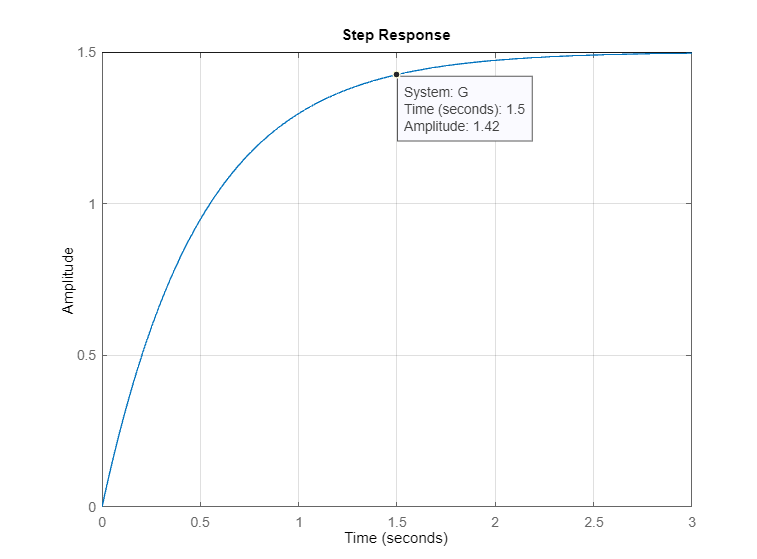 Step Response
1.5
1
0.5
0
Amplitude
System: G
Time (seconds): 1.5
Amplitude: 1.42
0 0.5 1 1.5 2 2.5 3
Time (seconds)